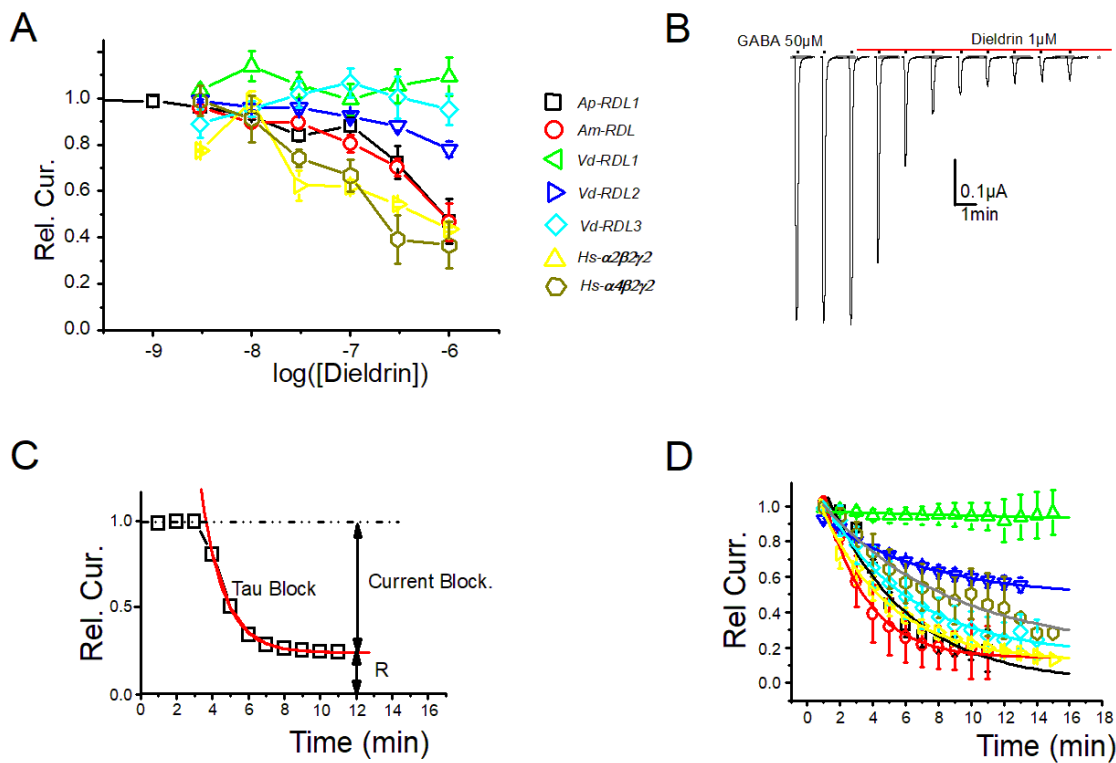 A
Rel. Cur.
1.0
0.8
0.6
0.4
0.2
0.0
-9 -8 -7 -6
log([Dieldrin])
Ap-RDL1
Am-RDL
Vd-RDL1
Vd-RDL2
Vd-RDL3
Hs-α2β2γ2
Hs-α4β2γ2
B
GABA 50µM Dieldrin 1µM
0.1µA
1min
C
Rel. Cur.
1.0
0.5
0.0
Tau Block
Current Block.
R
0 2 4 6 8 10 12 14 16
Time (min)
D
Rel Curr.
1.0
0.8
0.6
0.4
0.2
0.0
0 2 4 6 8 10 12 14 16 18
Time (min)